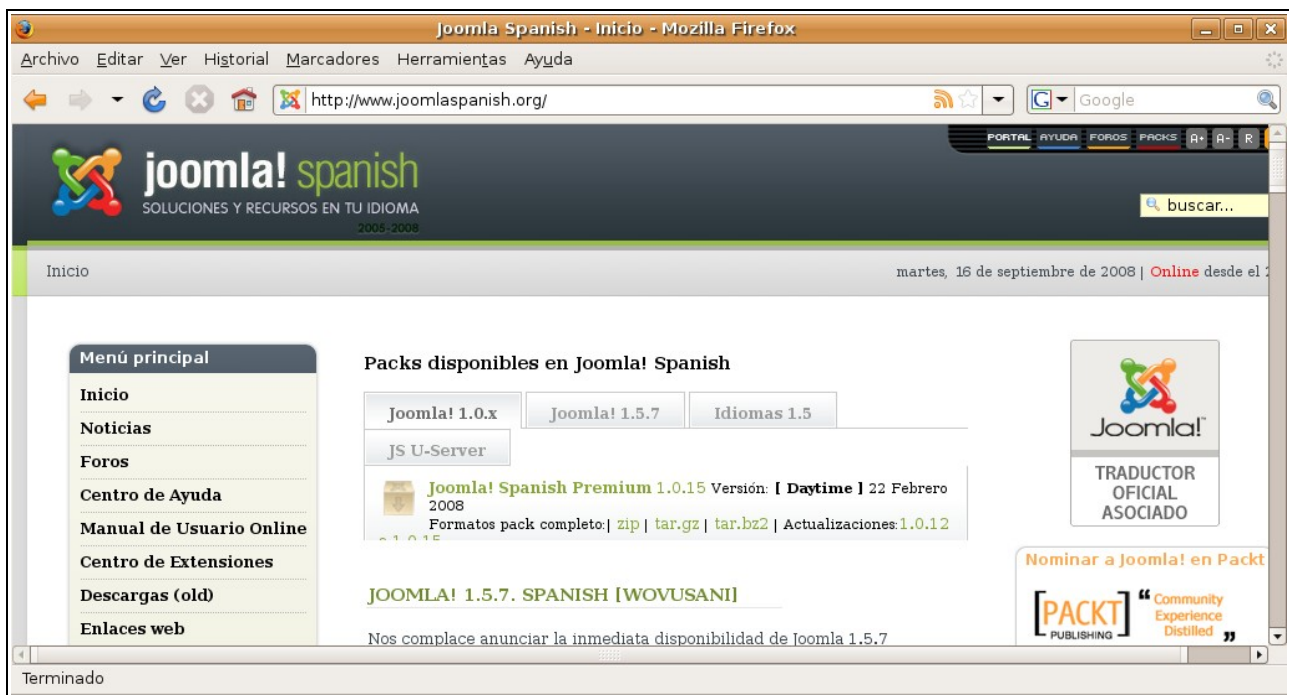 Joomla Spanish - Inicio - Mozilla Firefox
Archivo Editar Ver Historial Marcadores Herramientas Ayuda
http://www.joomlaspanish.org/
G Google
PORTAL AYUDA FOROS PACKS A+ A- R
joomla! spanish
SOLUCIONES Y RECURSOS EN TU IDIOMA
2005-2008
buscar...
Inicio
martes, 16 de septiembre de 2008 | Online desde el
Menú principal
Inicio
Noticias
Foros
Centro de Ayuda
Manual de Usuario Online
Centro de Extensiones
Descargas (old)
Enlaces web
Packs disponibles en Joomla! Spanish
Joomla! 1.0.x Joomla! 1.5.7 Idiomas 1.5
JS U-Server
Joomla! Spanish Premium 1.0.15 Versión: [ Daytime ] 22 Febrero
2008
Formatos pack completo:| zip | tar.gz | tar.bz2 | Actualizaciones:1.0.12
a 1.0.15
JOOMLA! 1.5.7. SPANISH [WOVUSANI]
Nos complace anunciar la inmediata disponibilidad de Joomla 1.5.7
Joomla!™
TRADUCTOR
OFICIAL
ASOCIADO
Nominar a Joomla! en Packt
[PACKT]
PUBLISHING
“ Community
Experience
Distilled ”
Terminado